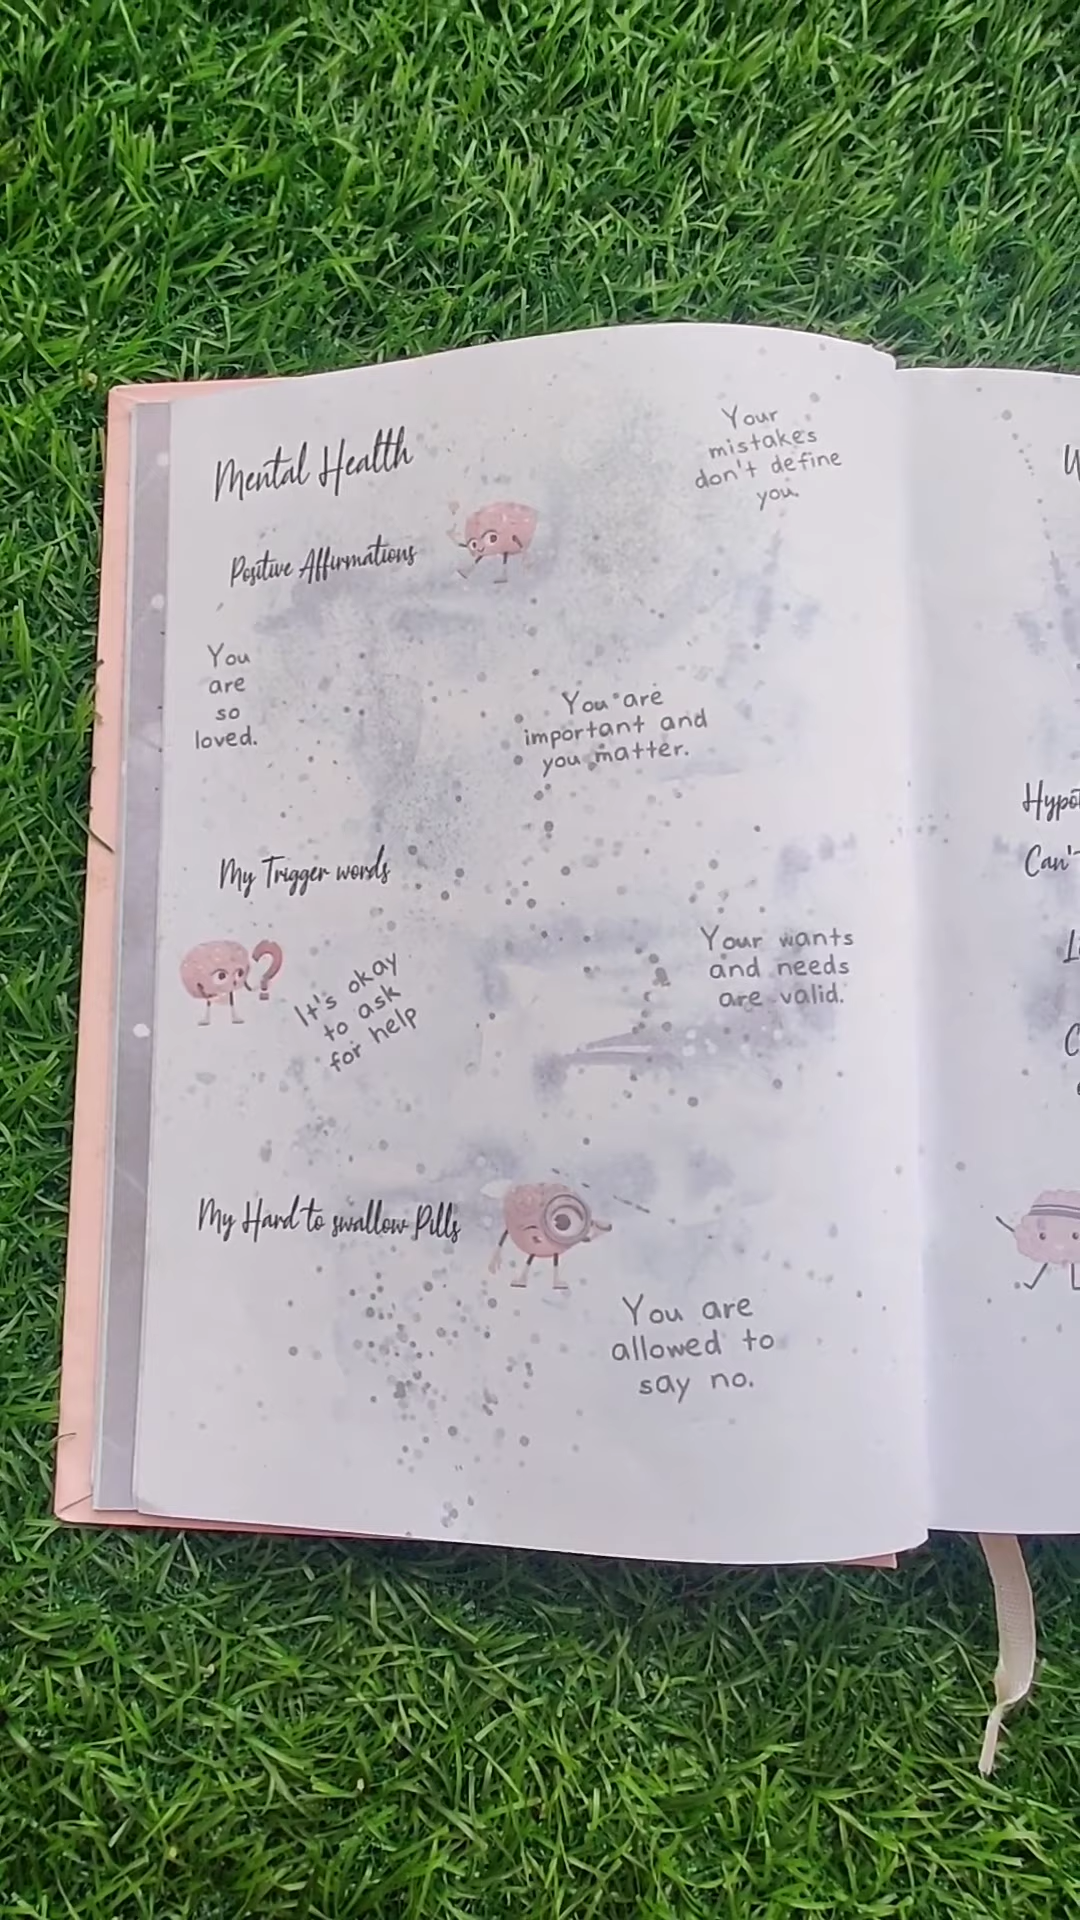 Mental Health
Your
mistakes
don't define
you.
Positive Affirmations
You
are
so
loved.
You are
important and
you matter.
My Trigger words
?
It's okay
to ask
for help
Your wants
and needs
are valid.
My Hard to swallow Pills
You are
allowed to
say no.
Can't